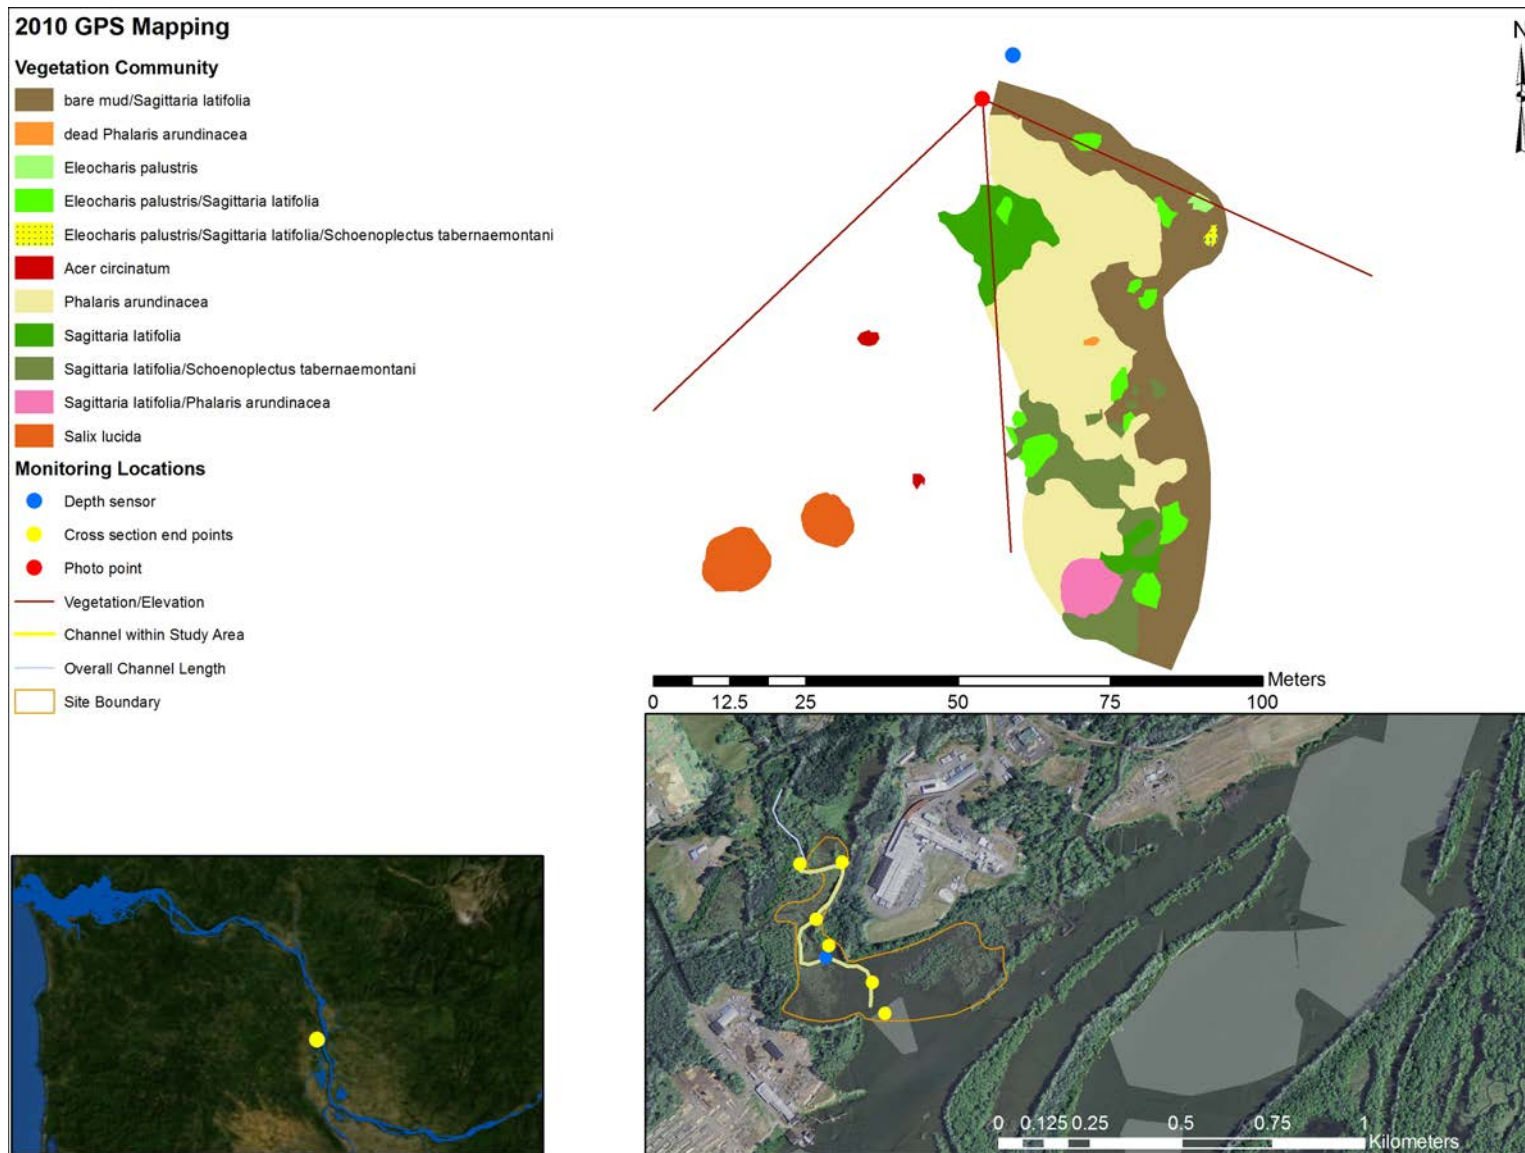 2010 GPS Mapping
N
Vegetation Community
bare mud/Sagittaria latifolia
dead Phalaris arundinacea
Eleocharis palustris
Eleocharis palustris/Sagittaria latifolia
Eleocharis palustris/Sagittaria latifolia/Schoenoplectus tabernaemontani
Acer circinatum
Phalaris arundinacea
Sagittaria latifolia
Sagittaria latifolia/Schoenoplectus tabernaemontani
Sagittaria latifolia/Phalaris arundinacea
Salix lucida
Monitoring Locations
Depth sensor
Cross section end points
Photo point
Vegetation/Elevation
Channel within Study Area
Overall Channel Length
Site Boundary
Meters
0 12.5 25 50 75 100
0 0.125 0.25 0.5 0.75 1
Kilometers